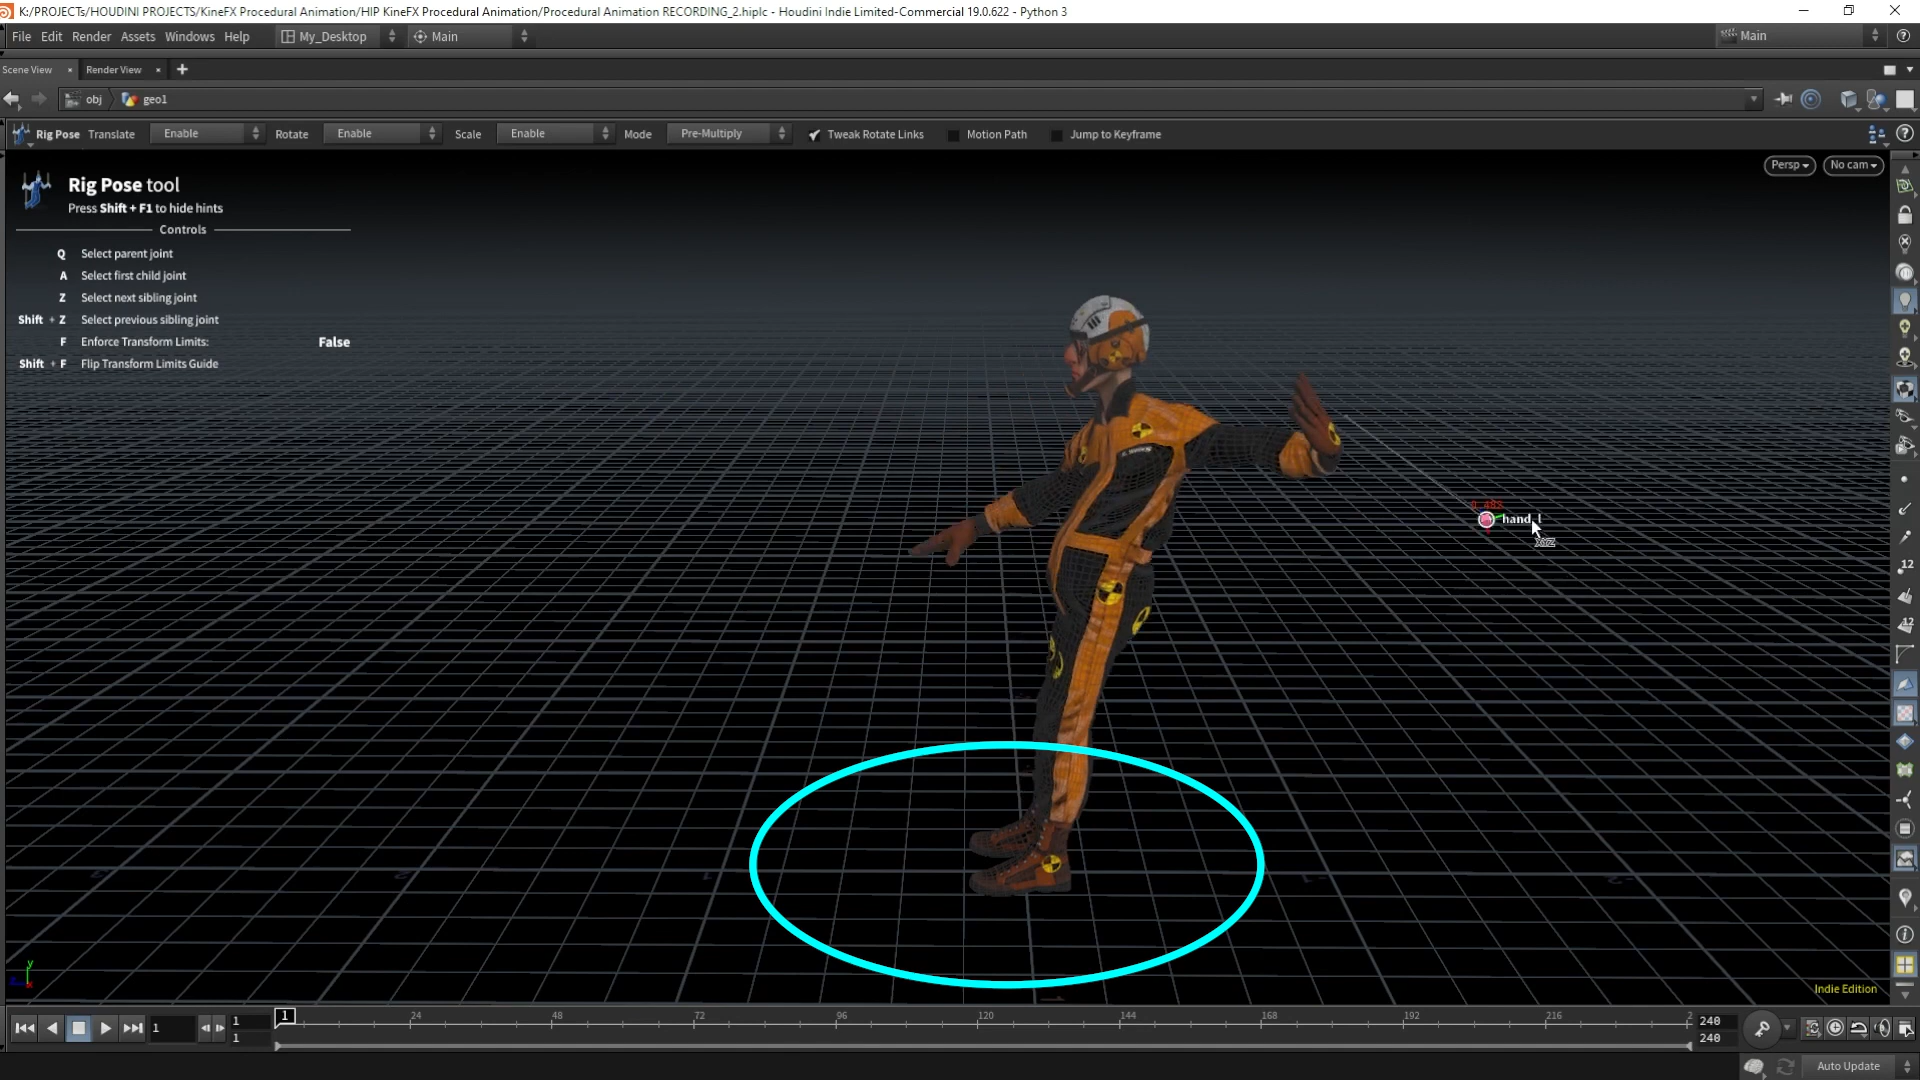 K:/PROJECTs/HOUDINI PROJECTS/KineFX Procedural Animation/HIP KineFX Procedural Animation/Procedural Animation RECORDING_2.hiplc - Houdini Indie Limited-Commercial 19.0.622 - Python 3
File Edit Render Assets Windows Help My_Desktop Main Main
Scene View Render View
obj geo1
Rig Pose Translate Enable Rotate Enable Scale Enable Mode Pre-Multiply Tweak Rotate Links Motion Path Jump to Keyframe
Persp No cam
Rig Pose tool
Press Shift + F1 to hide hints
Controls
Q Select parent joint
A Select first child joint
Z Select next sibling joint
Shift + Z Select previous sibling joint
F Enforce Transform Limits: False
Shift + F Flip Transform Limits Guide
hand_l
XYZ
12
12
y
x
Indie Edition
1 1 1 24 48 72 96 120 144 168 192 216 2 240
1 240
Auto Update